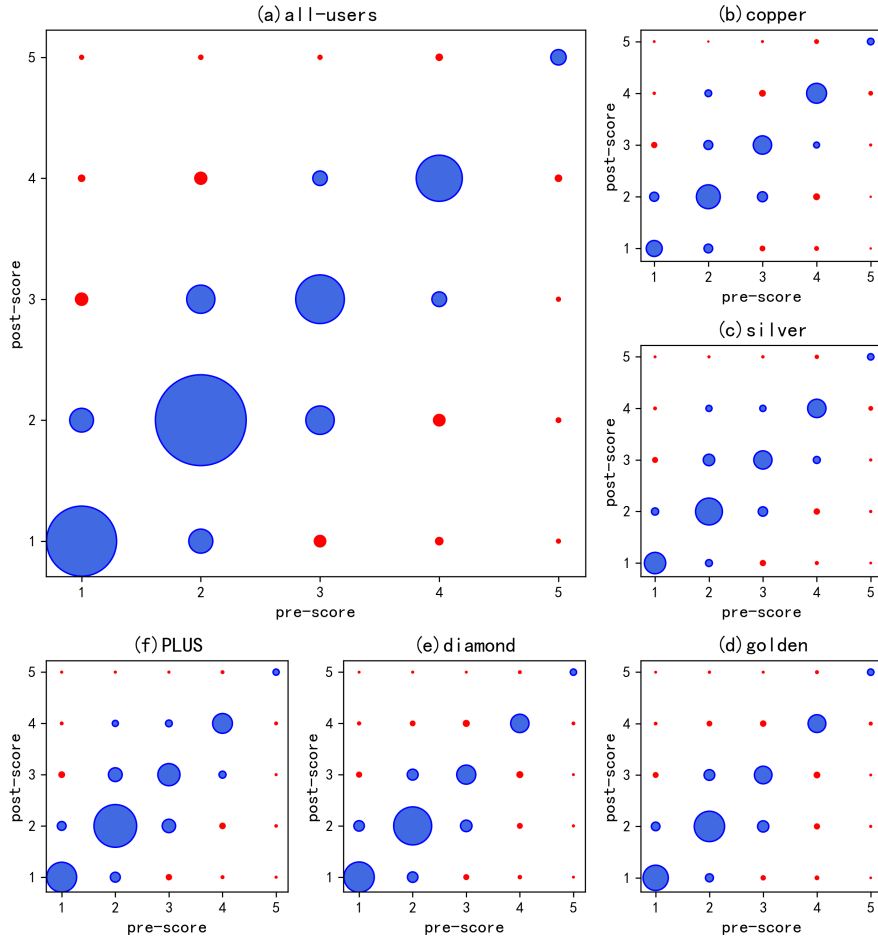 (a)all-users
5
4
3
2
1
post-score
1 2 3 4 5
pre-score
(b)copper
5
4
3
2
1
post-score
1 2 3 4 5
pre-score
(c)silver
5
4
3
2
1
post-score
1 2 3 4 5
pre-score
(f)PLUS
5
4
3
2
1
post-score
1 2 3 4 5
pre-score
(e)diamond
5
4
3
2
1
post-score
1 2 3 4 5
pre-score
(d)golden
5
4
3
2
1
post-score
1 2 3 4 5
pre-score